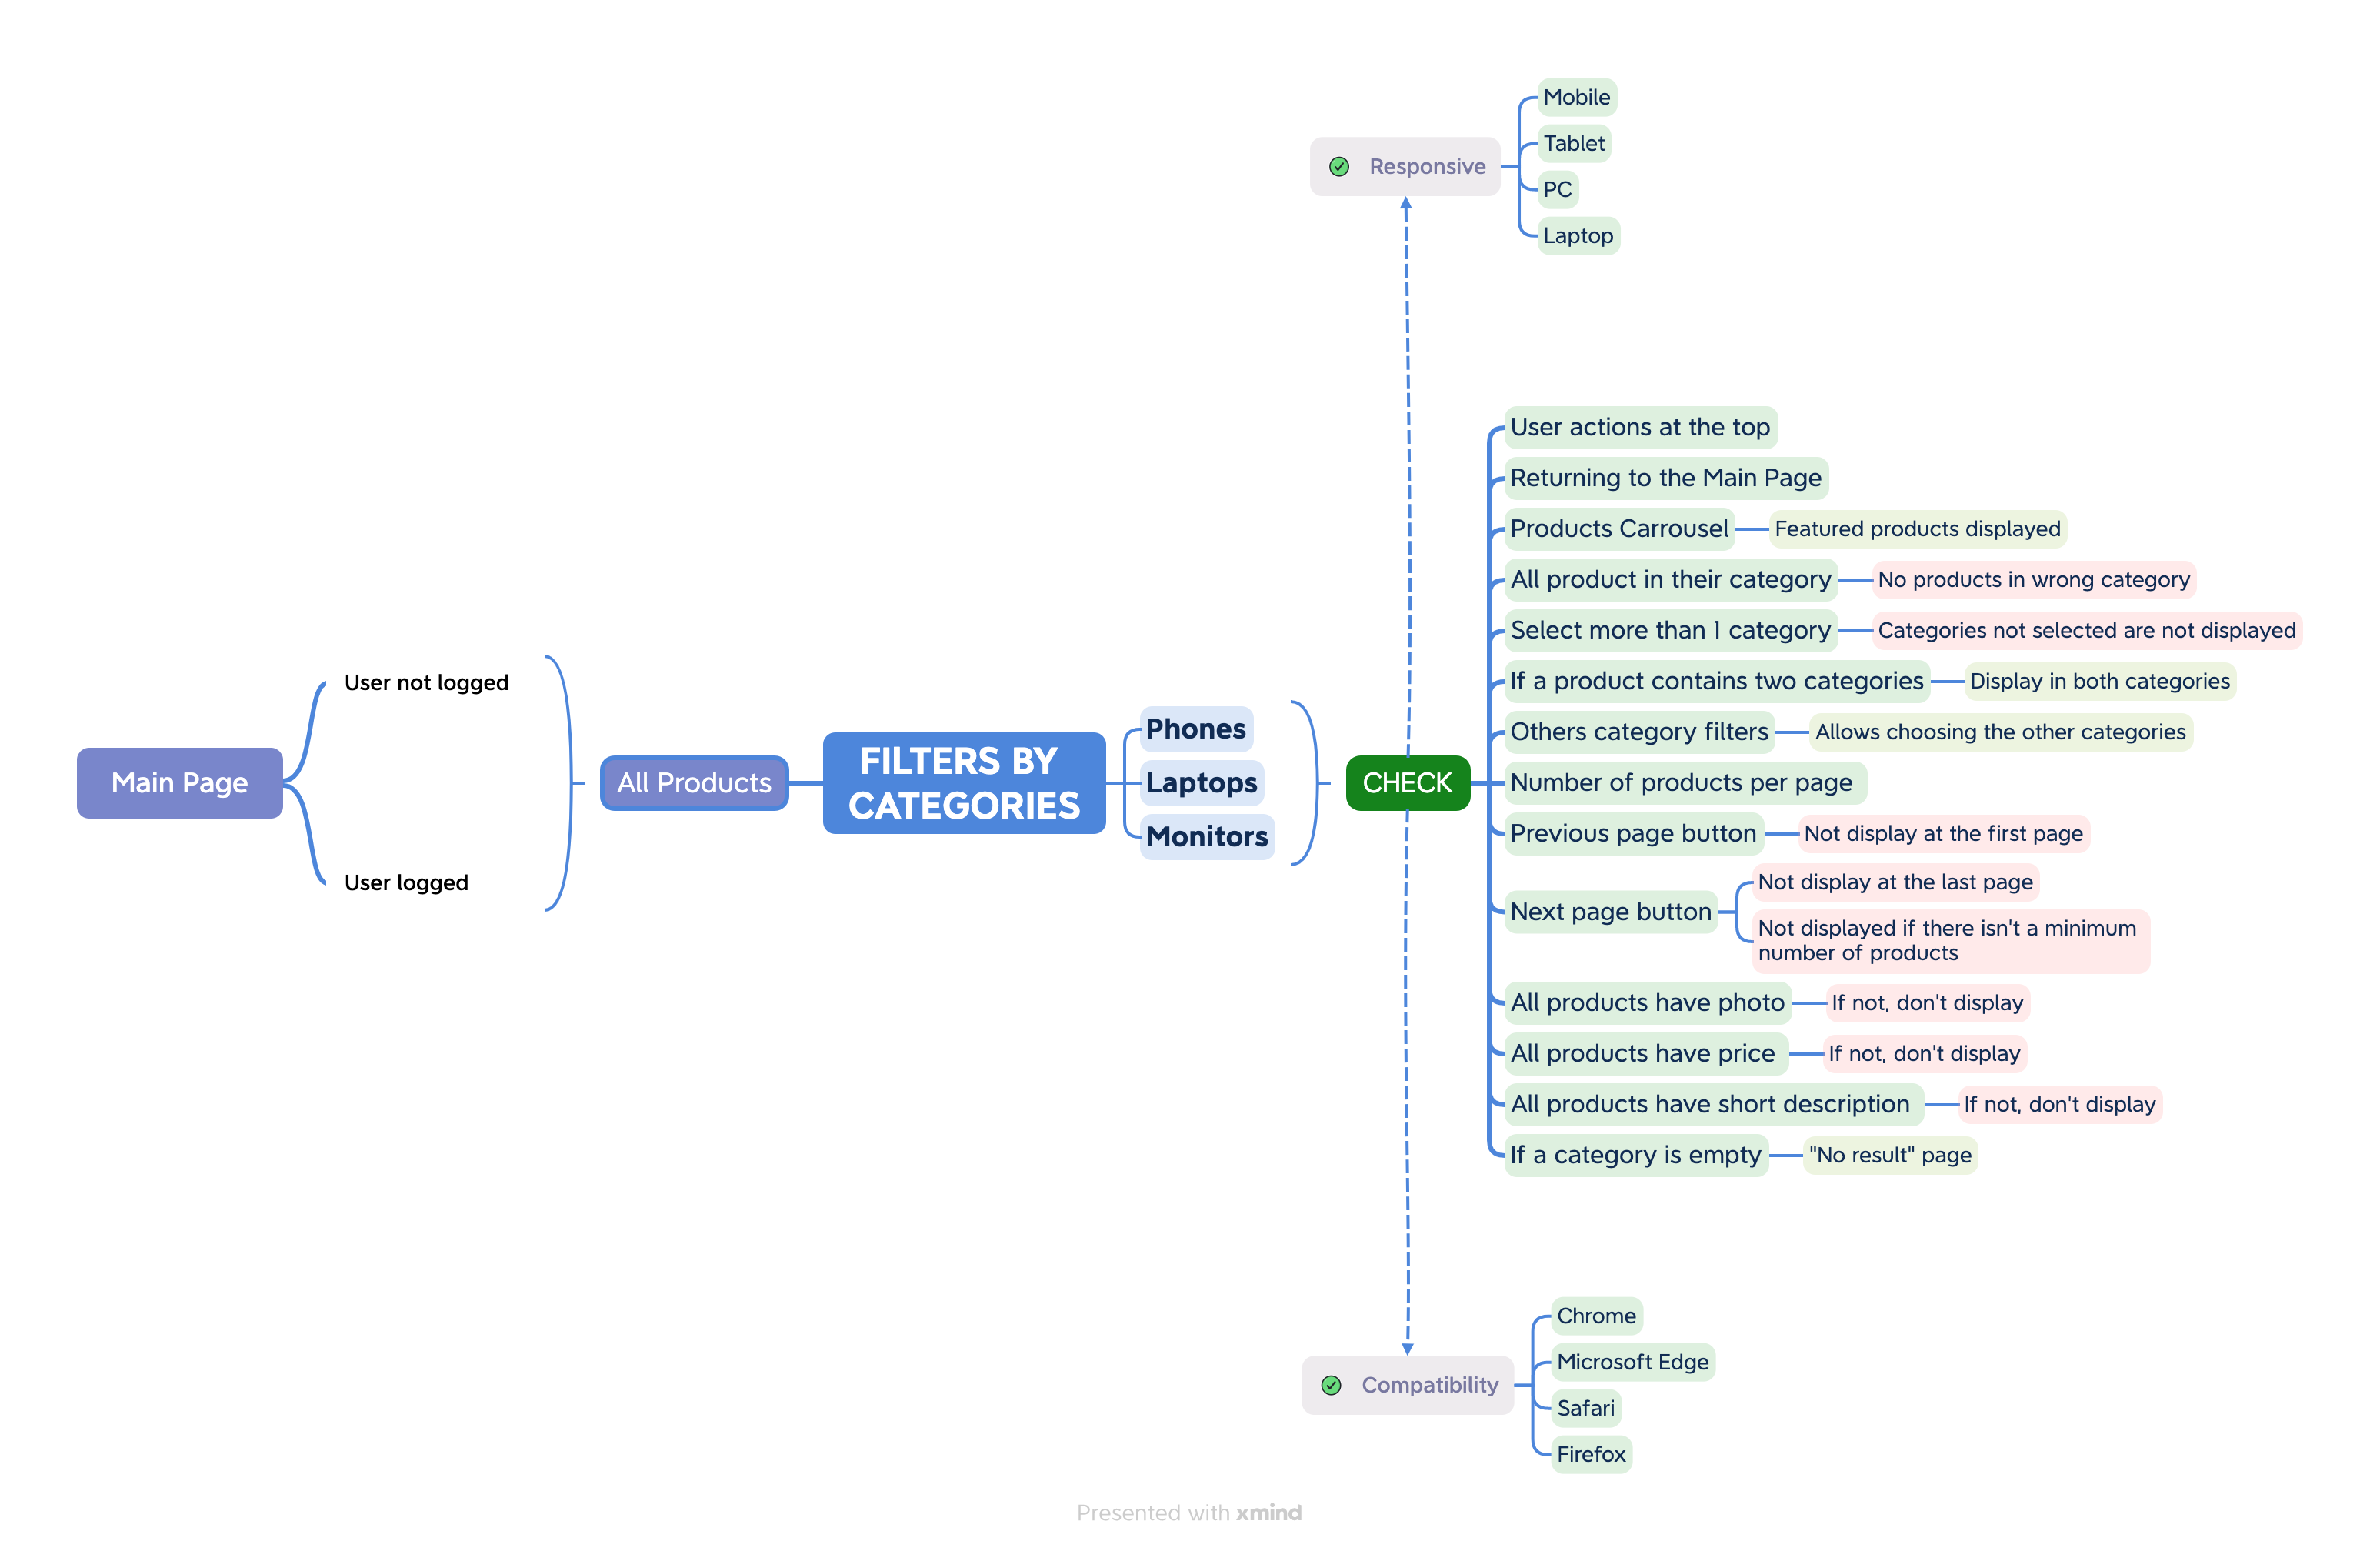 Mobile
Tablet
Responsive
PC
Laptop
User actions at the top
Returning to the Main Page
Products Carrousel
Featured products displayed
All product in their category
No products in wrong category
Select more than 1 category
Categories not selected are not displayed
If a product contains two categories
Display in both categories
Others category filters
Allows choosing the other categories
Number of products per page
Previous page button
Not display at the first page
Next page button
Not display at the last page
Not displayed if there isn't a minimum
number of products
All products have photo
If not, don't display
All products have price
If not, don't display
All products have short description
If not, don't display
If a category is empty
"No result" page
User not logged
Main Page
User logged
All Products
FILTERS BY
CATEGORIES
Phones
Laptops
Monitors
CHECK
Chrome
Microsoft Edge
Compatibility
Safari
Firefox
Presented with xmind